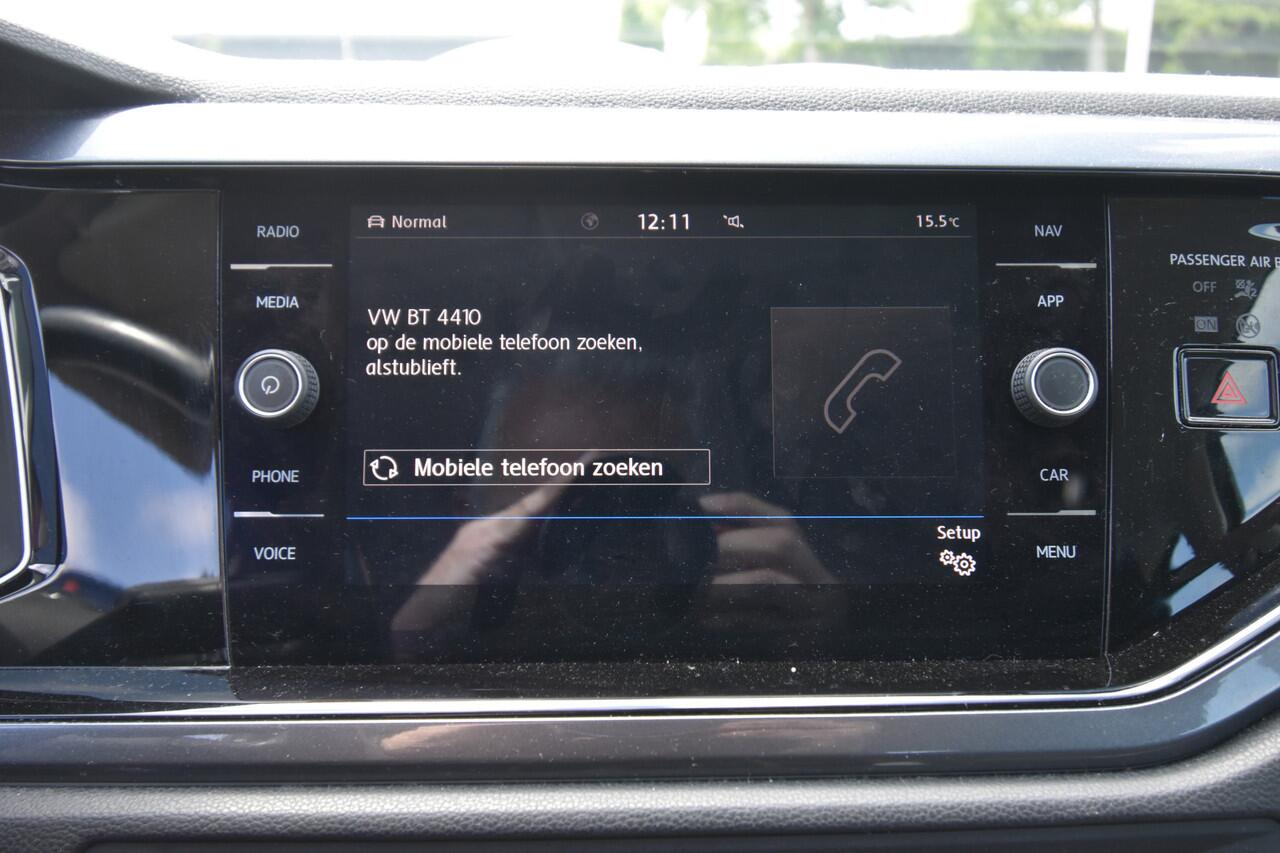 RADIO
MEDIA
PHONE
VOICE
Normal
12:11
15.5°C
VW BT 4410
op de mobiele telefoon zoeken,
alstublieft.
Mobiele telefoon zoeken
Setup
NAV
APP
CAR
MENU
PASSENGER AIR
OFF
ON